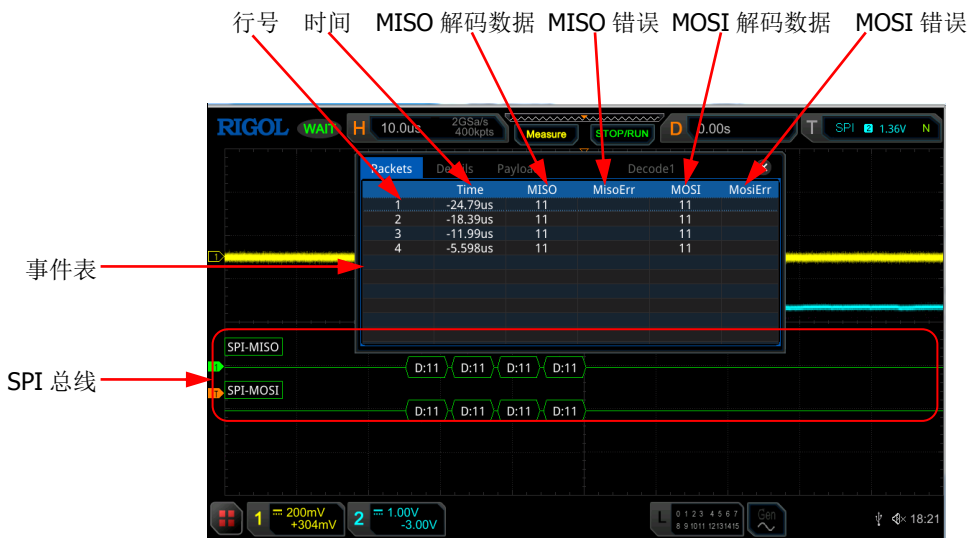 行号 时间 MISO 解码数据 MISO 错误 MOSI 解码数据 MOSI 错误
RIGOL WAIT H 10.0us 2GSa/s 400kpts Measure STOP/RUN D 0.00s T SPI 2 1.36V N
Packets Details Payload Decode1
Time MISO MisoErr MOSI MosiErr
1 -24.79us 11 11
2 -18.39us 11 11
3 -11.99us 11 11
4 -5.598us 11 11
事件表
SPI 总线
SPI-MISO
D:11 D:11 D:11 D:11
SPI-MOSI
D:11 D:11 D:11 D:11
1 200mV +304mV 2 1.00V -3.00V L 0 1 2 3 4 5 6 7 Gen 18:21
8 9 10 11 12 13 14 15